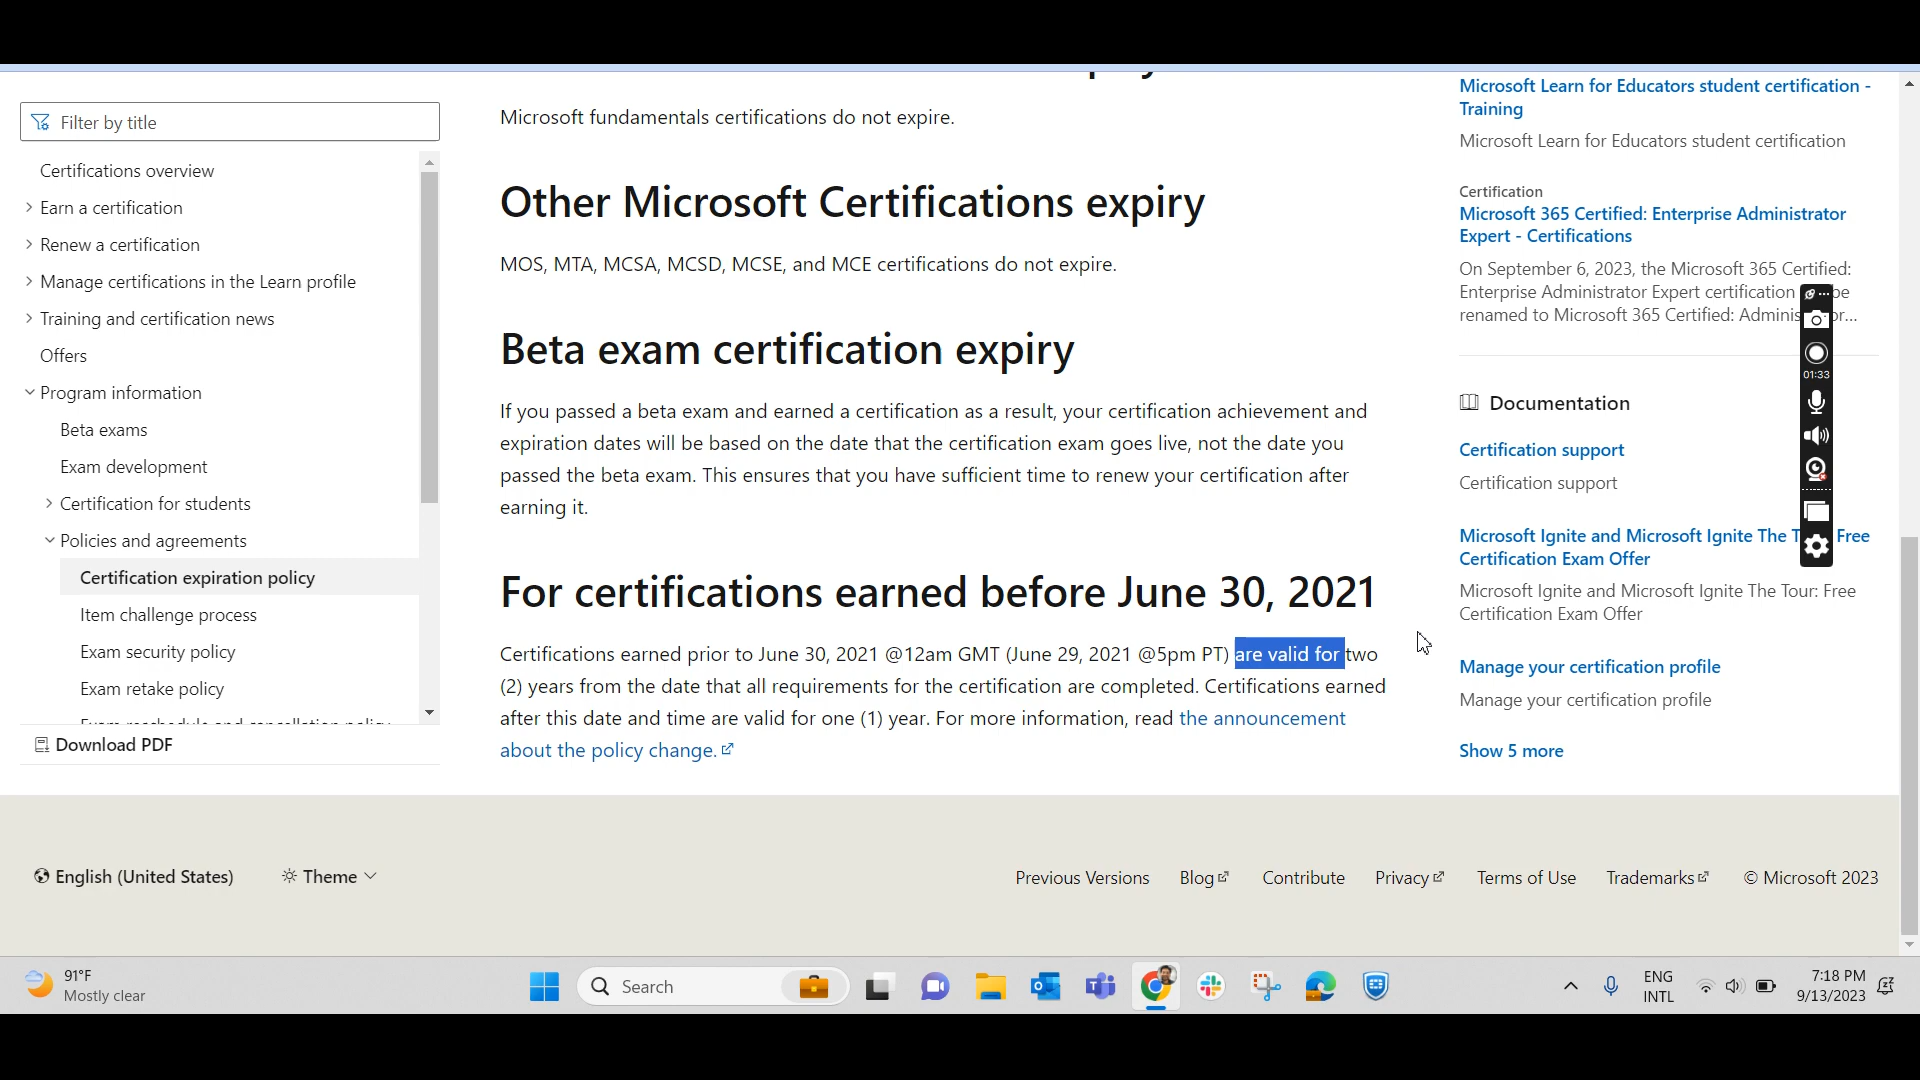 Filter by title
Certifications overview
Earn a certification
Renew a certification
Manage certifications in the Learn profile
Training and certification news
Offers
Program information
Beta exams
Exam development
Certification for students
Policies and agreements
Certification expiration policy
Item challenge process
Exam security policy
Exam retake policy
Download PDF
Microsoft fundamentals certifications do not expire.
Other Microsoft Certifications expiry
MOS, MTA, MCSA, MCSD, MCSE, and MCE certifications do not expire.
Beta exam certification expiry
If you passed a beta exam and earned a certification as a result, your certification achievement and
expiration dates will be based on the date that the certification exam goes live, not the date you
passed the beta exam. This ensures that you have sufficient time to renew your certification after
earning it.
For certifications earned before June 30, 2021
Certifications earned prior to June 30, 2021 @12am GMT (June 29, 2021 @5pm PT) are valid for two
(2) years from the date that all requirements for the certification are completed. Certifications earned
after this date and time are valid for one (1) year. For more information, read the announcement
about the policy change.
Microsoft Learn for Educators student certification -
Training
Microsoft Learn for Educators student certification
Certification
Microsoft 365 Certified: Enterprise Administrator
Expert - Certifications
On September 6, 2023, the Microsoft 365 Certified:
Enterprise Administrator Expert certification be
renamed to Microsoft 365 Certified:
01:33
Documentation
Certification support
Certification support
Microsoft Ignite and Microsoft Ignite The Free
Certification Exam Offer
Microsoft Ignite and Microsoft Ignite The Tour: Free
Certification Exam Offer
Manage your certification profile
Manage your certification profile
Show 5 more
English (United States)
Theme
Previous Versions
Blog
Contribute
Privacy
Terms of Use
Trademarks
© Microsoft 2023
91°F
Mostly clear
Search
ENG
INTL
7:18 PM
9/13/2023